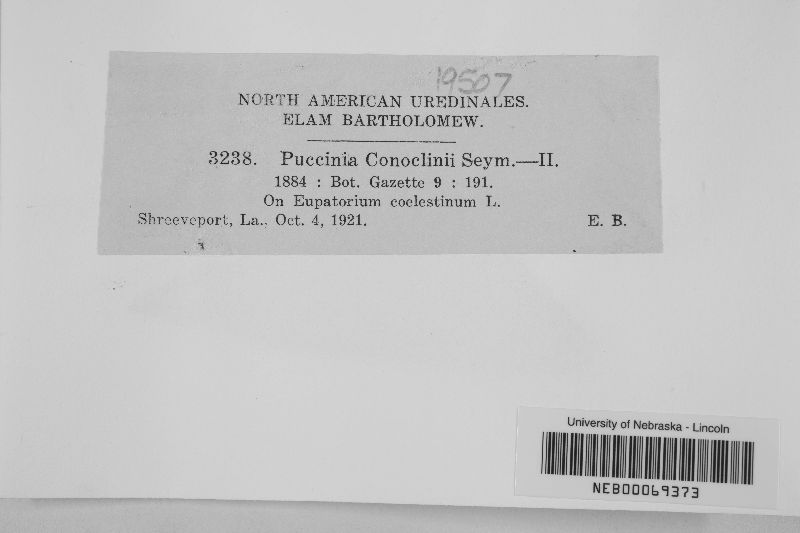 19507
NORTH AMERICAN UREDINALES.
ELAM BARTHOLOMEW.
3238. Puccinia Conoclinii Seym.—II.
1884 : Bot. Gazette 9 : 191.
On Eupatorium coelestinum L.
Shreeveport, La., Oct. 4, 1921. E. B.
University of Nebraska - Lincoln
NEB00069373